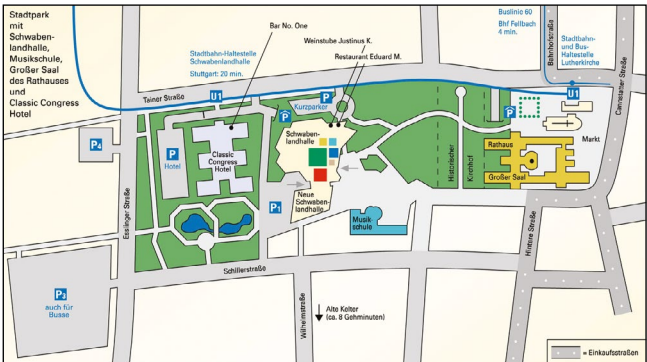 Stadtpark
mit
Schwaben-
landhalle,
Musikschule,
Großer Saal
des Rathauses
und
Classic Congress
Hotel
Bar No. One
Weinstube Justinus K.
Restaurant Eduard M.
Stadtbahn-Haltestelle
Schwabenlandhalle
Stuttgart: 20 min.
Buslinie 60
Bhf Fellbach
4 min.
Bahnhofstraße
Stadtbahn-
und Bus-
Haltestelle
Lutherkirche
Cannstatter Straße
Tainer Straße
U1
U1
P
Kurzparker
P
P
P4
P
Hotel
Classic
Congress
Hotel
Schwaben-
landhalle
Neue
Schwaben-
landhalle
P1
Historischer
Kirchhof
Rathaus
Großer Saal
Markt
Musik
schule
Esslinger Straße
Hintere Straße
Schillerstraße
P3
auch für
Busse
Wilhelmstraße
Alte Kelter
(ca. 8 Gehminuten)
= Einkaufsstraßen